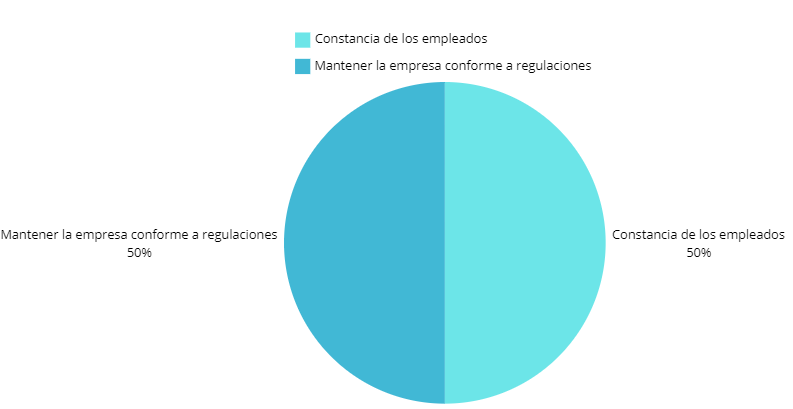 Constancia de los empleados
Mantener la empresa conforme a regulaciones
Mantener la empresa conforme a regulaciones
50%
Constancia de los empleados
50%